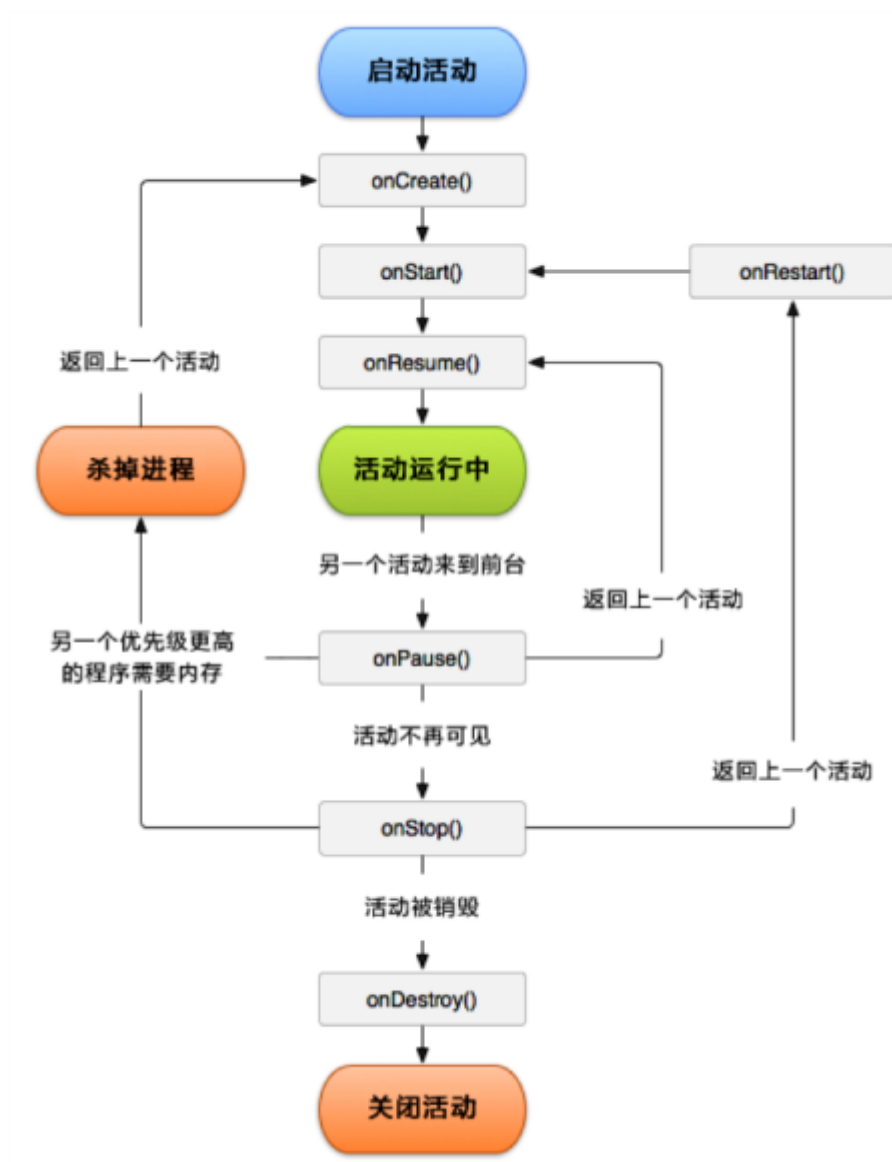 启动活动
onCreate()
onStart()
onRestart()
返回上一个活动
onResume()
杀掉进程
活动运行中
另一个活动来到前台
返回上一个活动
另一个优先级更高
的程序需要内存
onPause()
活动不再可见
返回上一个活动
onStop()
活动被销毁
onDestroy()
关闭活动